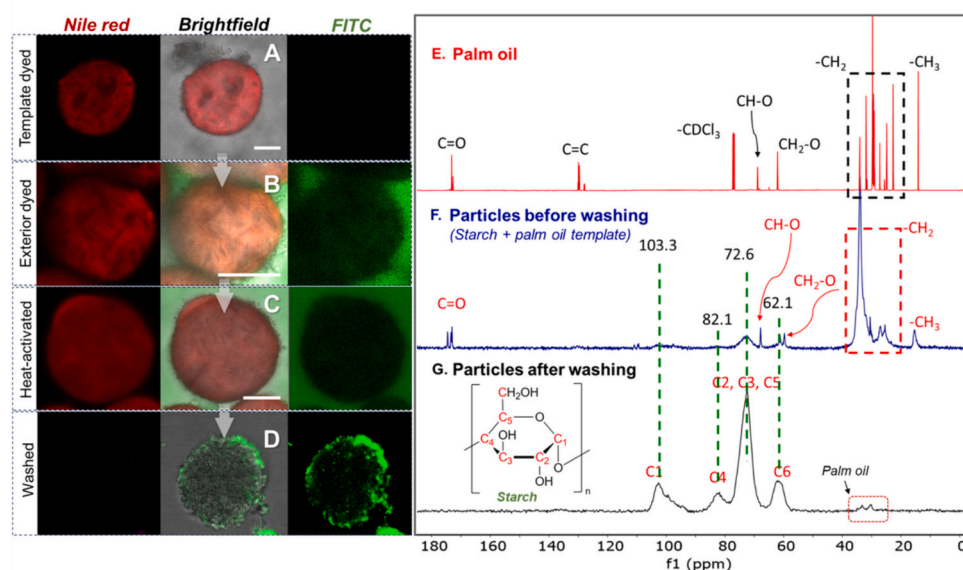 Nile red
Brightfield
FITC
Template dyed
A
Exterior dyed
B
Heat-activated
C
Washed
D
E. Palm oil
C=O
C=C
-CDCl3
CH-O
CH2-O
-CH2
-CH3
F. Particles before washing
(Starch + palm oil template)
C=O
103.3
82.1
72.6
62.1
CH-O
CH2-O
-CH2
-CH3
G. Particles after washing
CH2OH
C5
O
C4
OH
C1
C3
C2
O
OH
n
Starch
C1
C4
C2, C3, C5
C6
Palm oil
180 160 140 120 100 80 60 40 20 0
f1 (ppm)